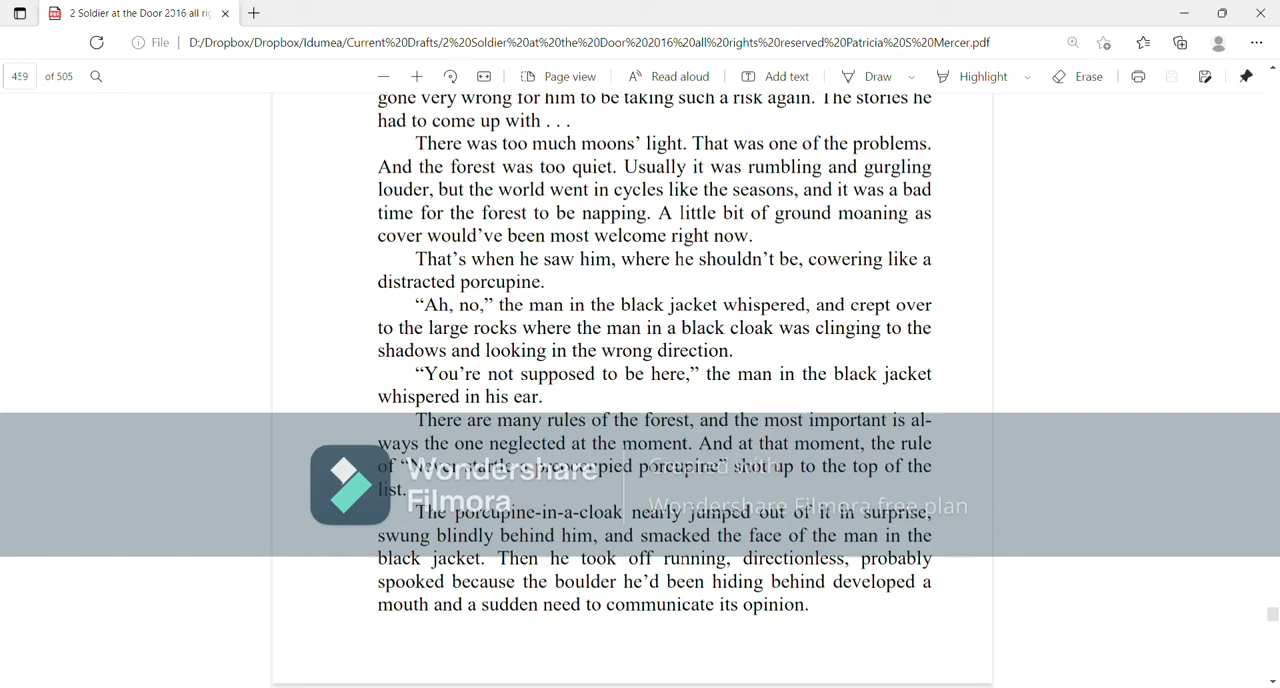 2 Soldier at the Door 2016 all ri
File
D:/Dropbox/Dropbox/Idumea/Current%20Drafts/2%20Soldier%20at%20the%20Door%202016%20all%20rights%20reserved%20Patricia%20S%20Mercer.pdf
459 of 505
Page view
Read aloud
Add text
Draw
Highlight
Erase
gone very wrong for him to be taking such a risk again. The stories he
had to come up with . . .
There was too much moons’ light. That was one of the problems.
And the forest was too quiet. Usually it was rumbling and gurgling
louder, but the world went in cycles like the seasons, and it was a bad
time for the forest to be napping. A little bit of ground moaning as
cover would’ve been most welcome right now.
That’s when he saw him, where he shouldn’t be, cowering like a
distracted porcupine.
“Ah, no,” the man in the black jacket whispered, and crept over
to the large rocks where the man in a black cloak was clinging to the
shadows and looking in the wrong direction.
“You’re not supposed to be here,” the man in the black jacket
whispered in his ear.
There are many rules of the forest, and the most important is al-
ways the one neglected at the moment. And at that moment, the rule
of “Never startle a preoccupied porcupine” shot up to the top of the
list.
The porcupine-in-a-cloak nearly jumped out of it in surprise,
swung blindly behind him, and smacked the face of the man in the
black jacket. Then he took off running, directionless, probably
spooked because the boulder he’d been hiding behind developed a
mouth and a sudden need to communicate its opinion.
Wondershare
Filmora
Created with
Wondershare Filmora free plan